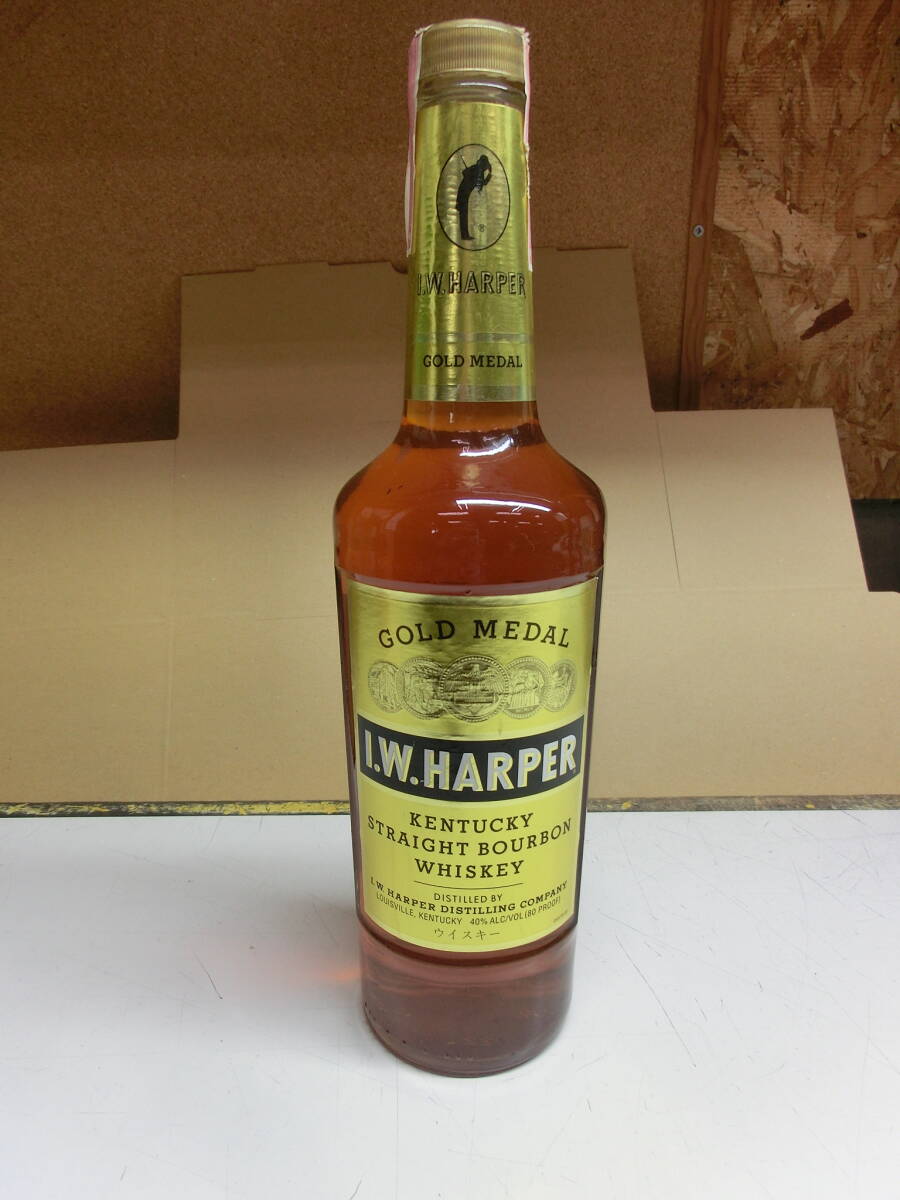 ®
I.W. HARPER
GOLD MEDAL
GOLD MEDAL
I.W. HARPER
KENTUCKY
STRAIGHT BOURBON
WHISKEY
DISTILLED BY
I.W. HARPER DISTILLING COMPANY
LOUISVILLE, KENTUCKY 40% ALC/VOL (80 PROOF)
ウイスキー